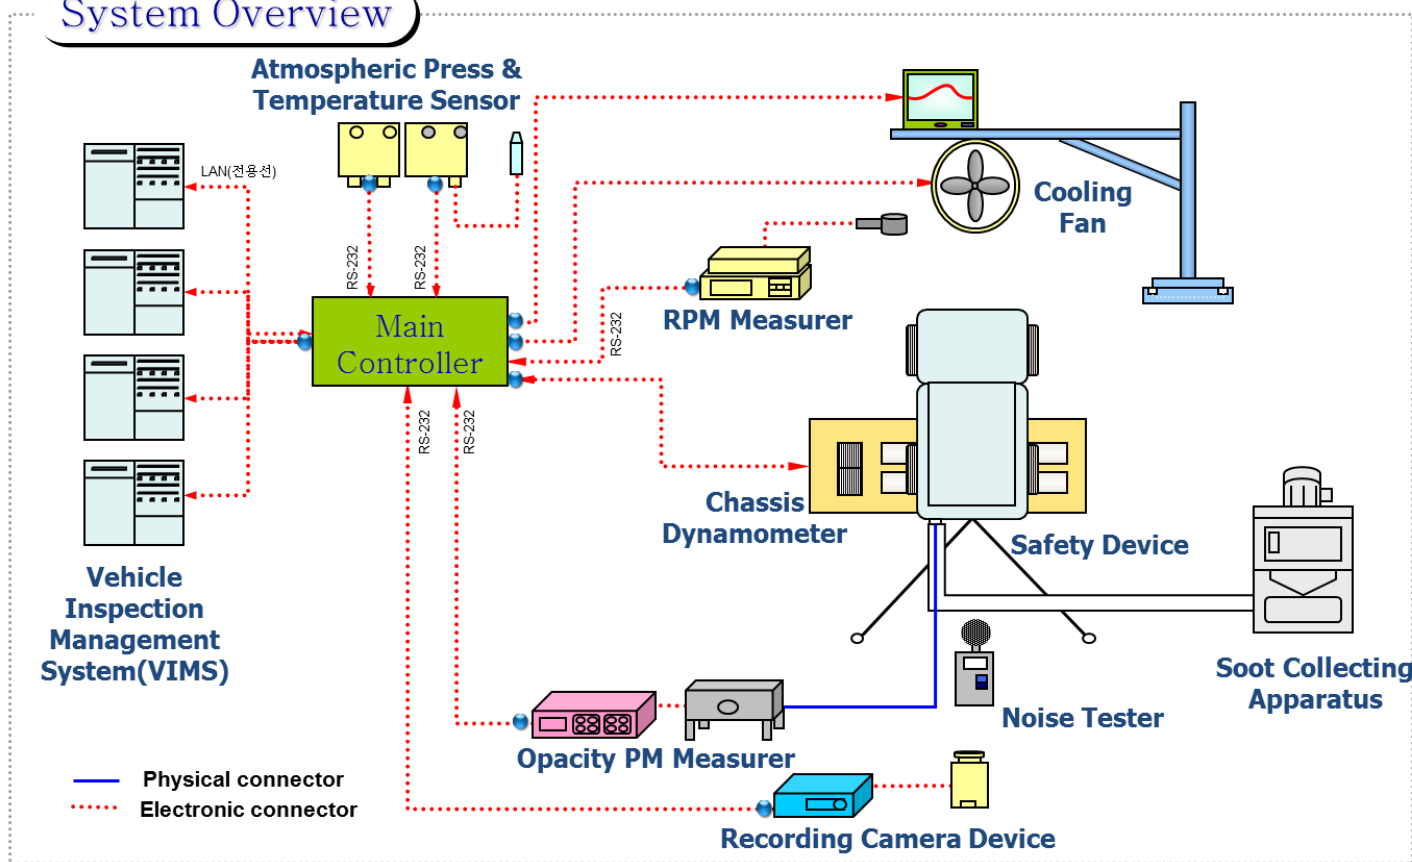 System Overview
Atmospheric Press &
Temperature Sensor
LAN(전용선)
Cooling
Fan
RS-232
RS-232
RPM Measurer
RS-232
Main
Controller
RS-232
RS-232
Chassis
Dynamometer
Safety Device
Vehicle
Inspection
Management
System(VIMS)
Soot Collecting
Apparatus
Noise Tester
Opacity PM Measurer
Physical connector
Electronic connector
Recording Camera Device